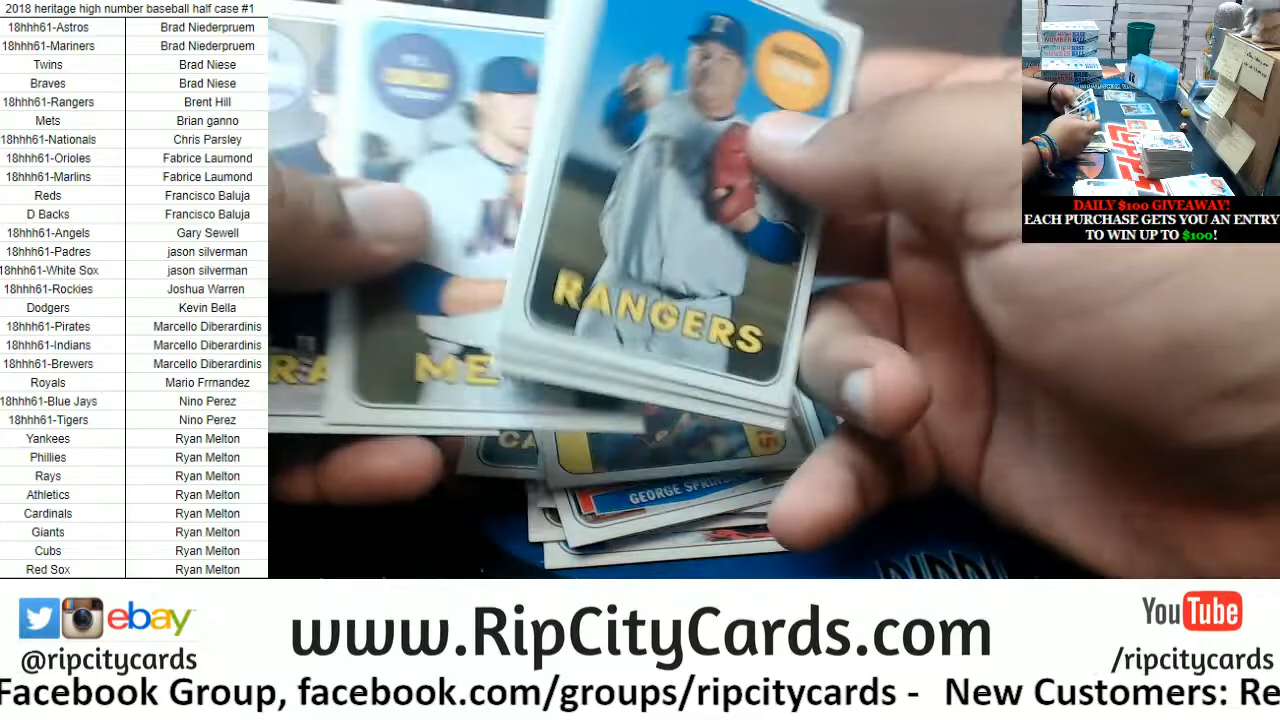 2018 heritage high number baseball half case #1
18hhh61-Astros Brad Niederpruem
18hhh61-Mariners Brad Niederpruem
Twins Brad Niese
Braves Brad Niese
18hhh61-Rangers Brent Hill
Mets Brian ganno
18hhh61-Nationals Chris Parsley
18hhh61-Orioles Fabrice Laumond
18hhh61-Marlins Fabrice Laumond
Reds Francisco Baluja
D Backs Francisco Baluja
18hhh61-Angels Gary Sewell
18hhh61-Padres jason silverman
18hhh61-White Sox jason silverman
18hhh61-Rockies Joshua Warren
Dodgers Kevin Bella
18hhh61-Pirates Marcello Diberardinis
18hhh61-Indians Marcello Diberardinis
18hhh61-Brewers Marcello Diberardinis
Royals Mario Frrnandez
18hhh61-Blue Jays Nino Perez
18hhh61-Tigers Nino Perez
Yankees Ryan Melton
Phillies Ryan Melton
Rays Ryan Melton
Athletics Ryan Melton
Cardinals Ryan Melton
Giants Ryan Melton
Cubs Ryan Melton
Red Sox Ryan Melton
RANGERS
ME
RA
CA
GEORGE SPRIN
DAILY $100 GIVEAWAY!
EACH PURCHASE GETS YOU AN ENTRY
TO WIN UP TO $100!
ebay
@ripcitycards
www.RipCityCards.com
YouTube
/ripcitycards
Facebook Group, facebook.com/groups/ripcitycards - New Customers: Re